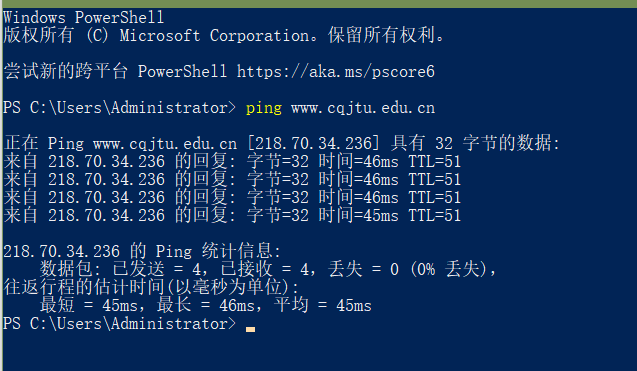 Windows PowerShell
版权所有 (C) Microsoft Corporation。保留所有权利。
尝试新的跨平台 PowerShell https://aka.ms/pscore6
PS C:\Users\Administrator> ping www.cqjtu.edu.cn
正在 Ping www.cqjtu.edu.cn [218.70.34.236] 具有 32 字节的数据:
来自 218.70.34.236 的回复: 字节=32 时间=46ms TTL=51
来自 218.70.34.236 的回复: 字节=32 时间=46ms TTL=51
来自 218.70.34.236 的回复: 字节=32 时间=46ms TTL=51
来自 218.70.34.236 的回复: 字节=32 时间=45ms TTL=51
218.70.34.236 的 Ping 统计信息:
数据包: 已发送 = 4，已接收 = 4，丢失 = 0 (0% 丢失)，
往返行程的估计时间(以毫秒为单位):
最短 = 45ms，最长 = 46ms，平均 = 45ms
PS C:\Users\Administrator>